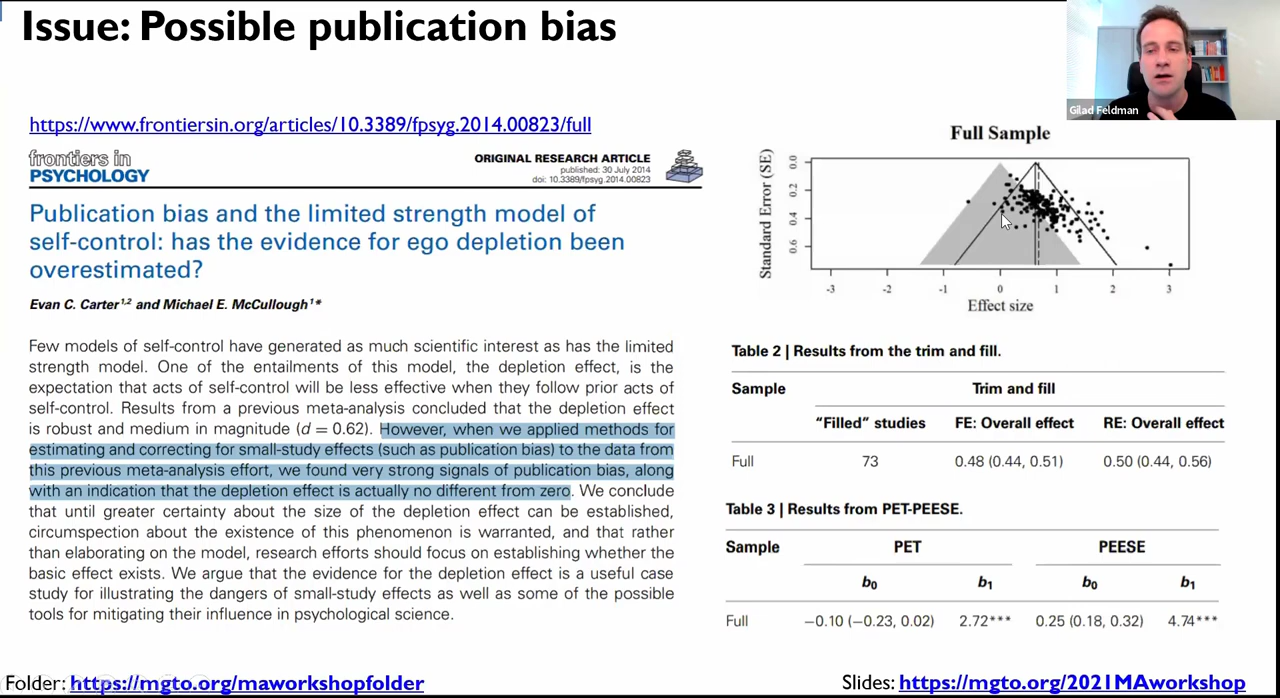 Issue: Possible publication bias
Gilad Feldman
https://www.frontiersin.org/articles/10.3389/fpsyg.2014.00823/full
frontiers in
PSYCHOLOGY
ORIGINAL RESEARCH ARTICLE
published: 30 July 2014
doi: 10.3389/fpsyg.2014.00823
Publication bias and the limited strength model of
self-control: has the evidence for ego depletion been
overestimated?
Evan C. Carter1,2 and Michael E. McCullough1*
Few models of self-control have generated as much scientific interest as has the limited
strength model. One of the entailments of this model, the depletion effect, is the
expectation that acts of self-control will be less effective when they follow prior acts of
self-control. Results from a previous meta-analysis concluded that the depletion effect
is robust and medium in magnitude (d = 0.62). However, when we applied methods for
estimating and correcting for small-study effects (such as publication bias) to the data from
this previous meta-analysis effort, we found very strong signals of publication bias, along
with an indication that the depletion effect is actually no different from zero. We conclude
that until greater certainty about the size of the depletion effect can be established,
circumspection about the existence of this phenomenon is warranted, and that rather
than elaborating on the model, research efforts should focus on establishing whether the
basic effect exists. We argue that the evidence for the depletion effect is a useful case
study for illustrating the dangers of small-study effects as well as some of the possible
tools for mitigating their influence in psychological science.
Full Sample
Standard Error (SE)
0.0
0.2
0.4
0.6
-3 -2 -1 0 1 2 3
Effect size
Table 2 | Results from the trim and fill.
Sample Trim and fill
"Filled" studies FE: Overall effect RE: Overall effect
Full 73 0.48 (0.44, 0.51) 0.50 (0.44, 0.56)
Table 3 | Results from PET-PEESE.
Sample PET PEESE
b0 b1 b0 b1
Full −0.10 (−0.23, 0.02) 2.72*** 0.25 (0.18, 0.32) 4.74***
Folder: https://mgto.org/maworkshopfolder
Slides: https://mgto.org/2021MAworkshop